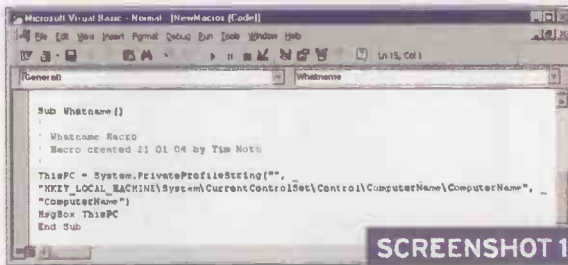 Microsoft Visual Basic - Normal - [NewMacros (Code)]
File Edit View Insert Format Debug Run Tools Window Help
Ln 15, Col 1
(General) Whatname
Sub Whatname()
'
' Whatname Macro
' Macro created 21 01 04 by Tim Nott
'
ThisPC = System.PrivateProfileString("", _
"HKEY_LOCAL_MACHINE\System\CurrentControlSet\Control\ComputerName\ComputerName", _
"ComputerName")
MsgBox ThisPC
End Sub
SCREENSHOT 1